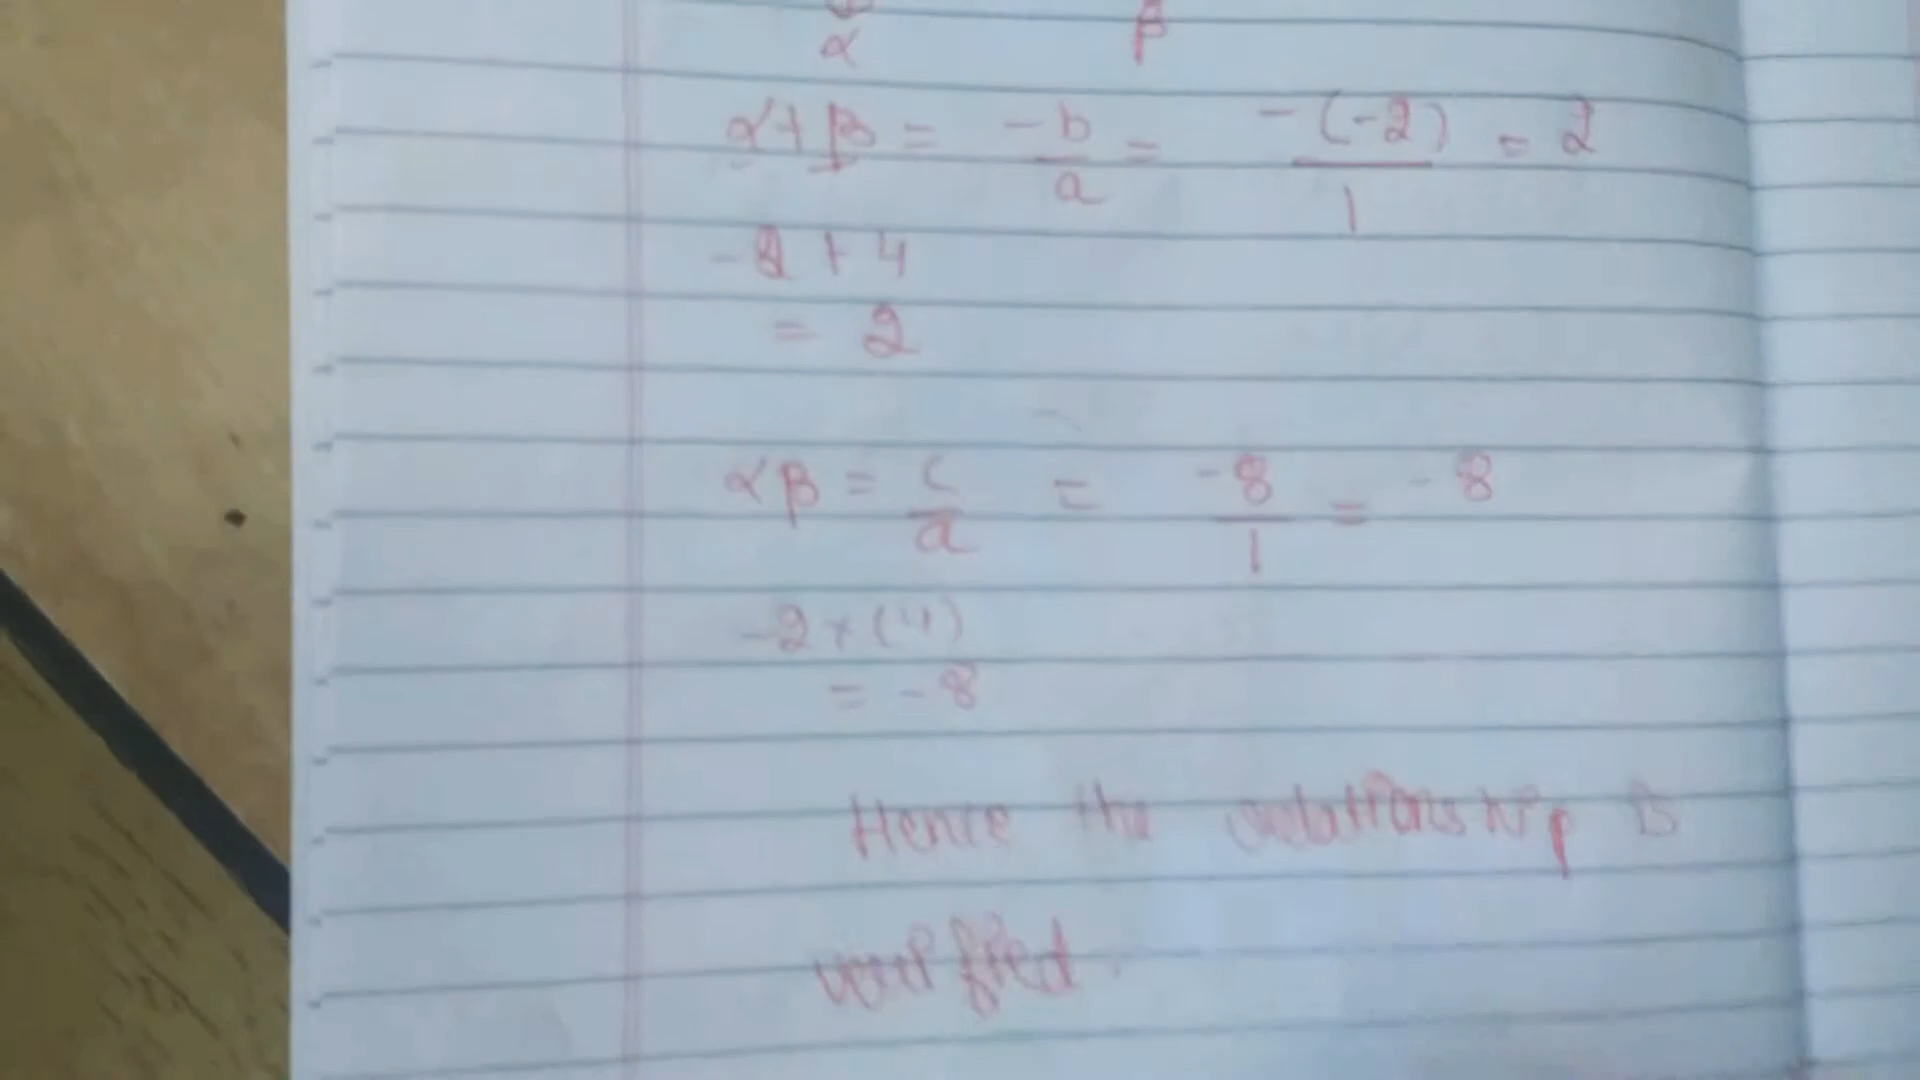 α β
α+β = -b/a = -(-2)/1 = 2
-2 + 4
= 2
αβ = c/a = -8/1 = -8
-2 × (4)
= -8
Hence the relationship is
verified.